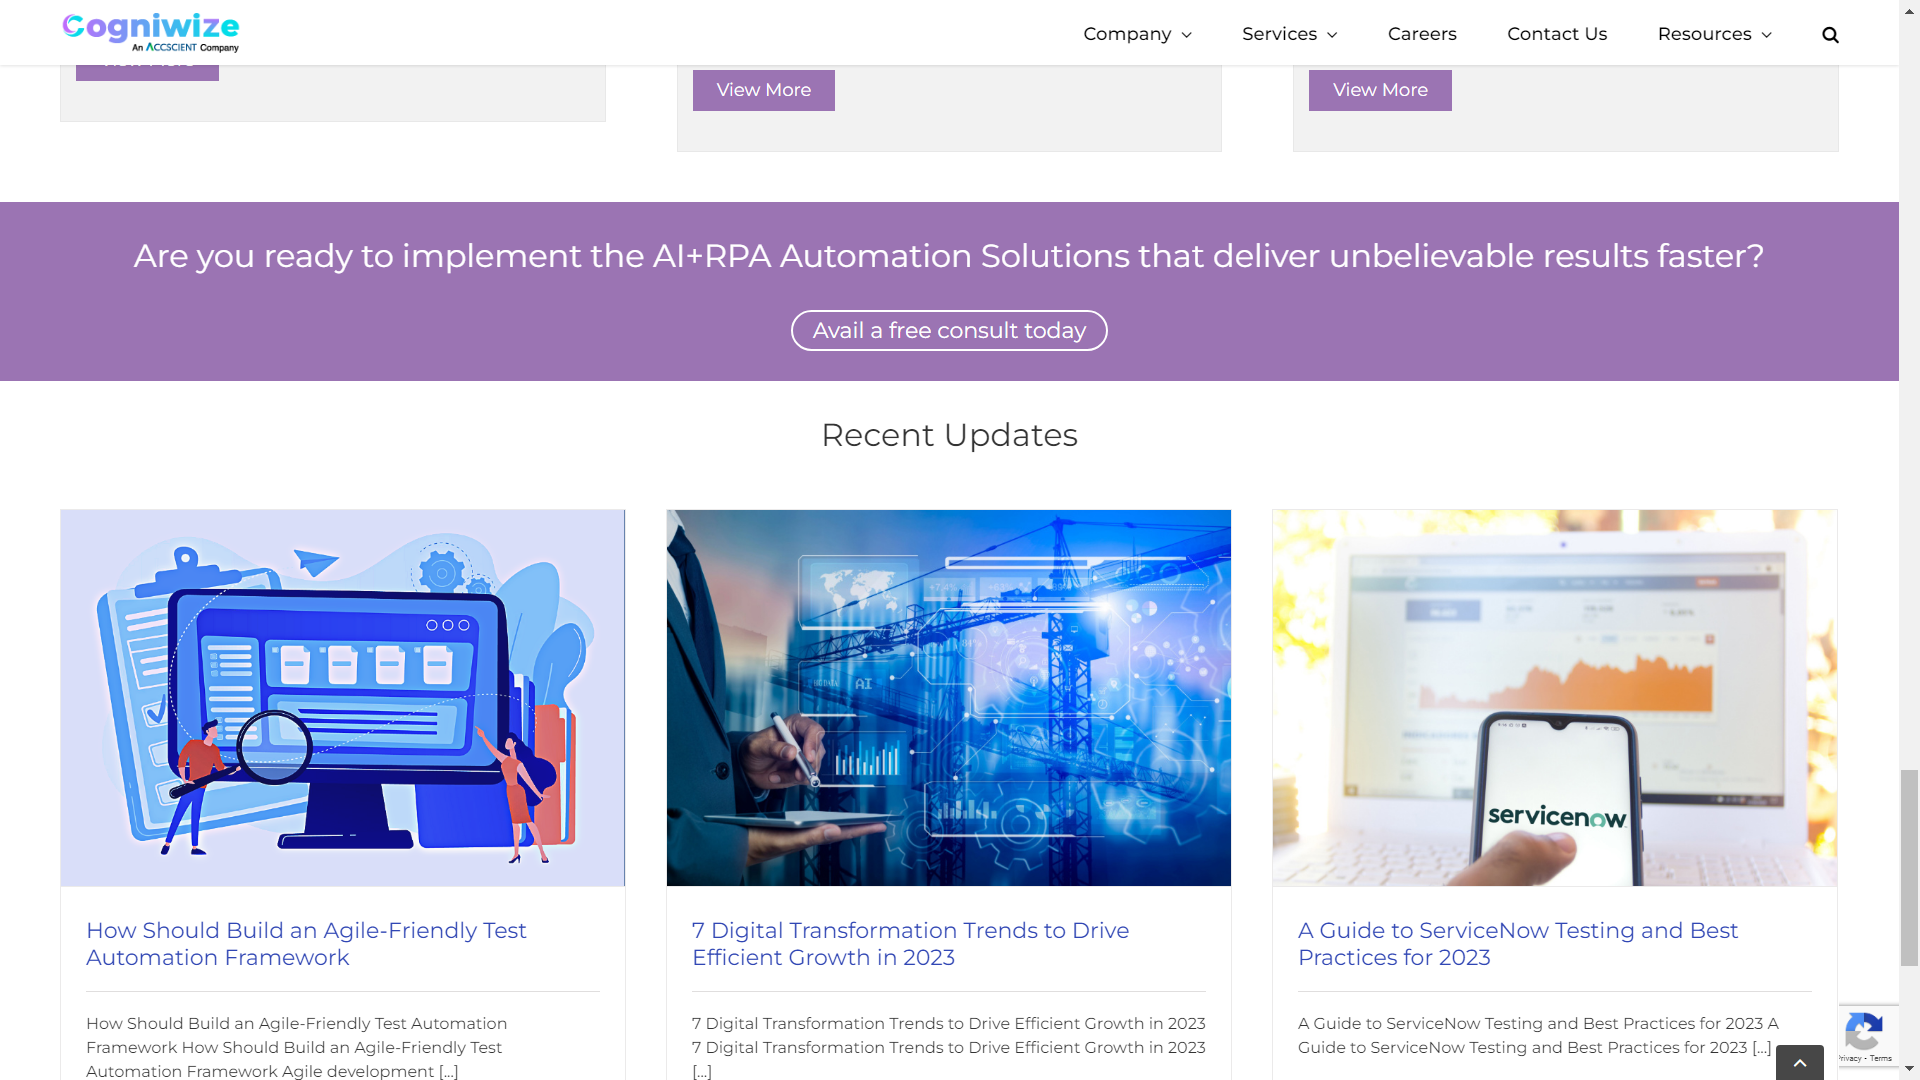 Cogniwize
An ACCSCIENT Company
Company
Services
Careers
Contact Us
Resources
View More
View More
Are you ready to implement the AI+RPA Automation Solutions that deliver unbelievable results faster?
Avail a free consult today
Recent Updates
AI
servicenow
How Should Build an Agile-Friendly Test
Automation Framework
7 Digital Transformation Trends to Drive
Efficient Growth in 2023
A Guide to ServiceNow Testing and Best
Practices for 2023
How Should Build an Agile-Friendly Test Automation
Framework How Should Build an Agile-Friendly Test
Automation Framework Agile development [...]
7 Digital Transformation Trends to Drive Efficient Growth in 2023
7 Digital Transformation Trends to Drive Efficient Growth in 2023
[...]
A Guide to ServiceNow Testing and Best Practices for 2023 A
Guide to ServiceNow Testing and Best Practices for 2023 [...]
Privacy - Terms